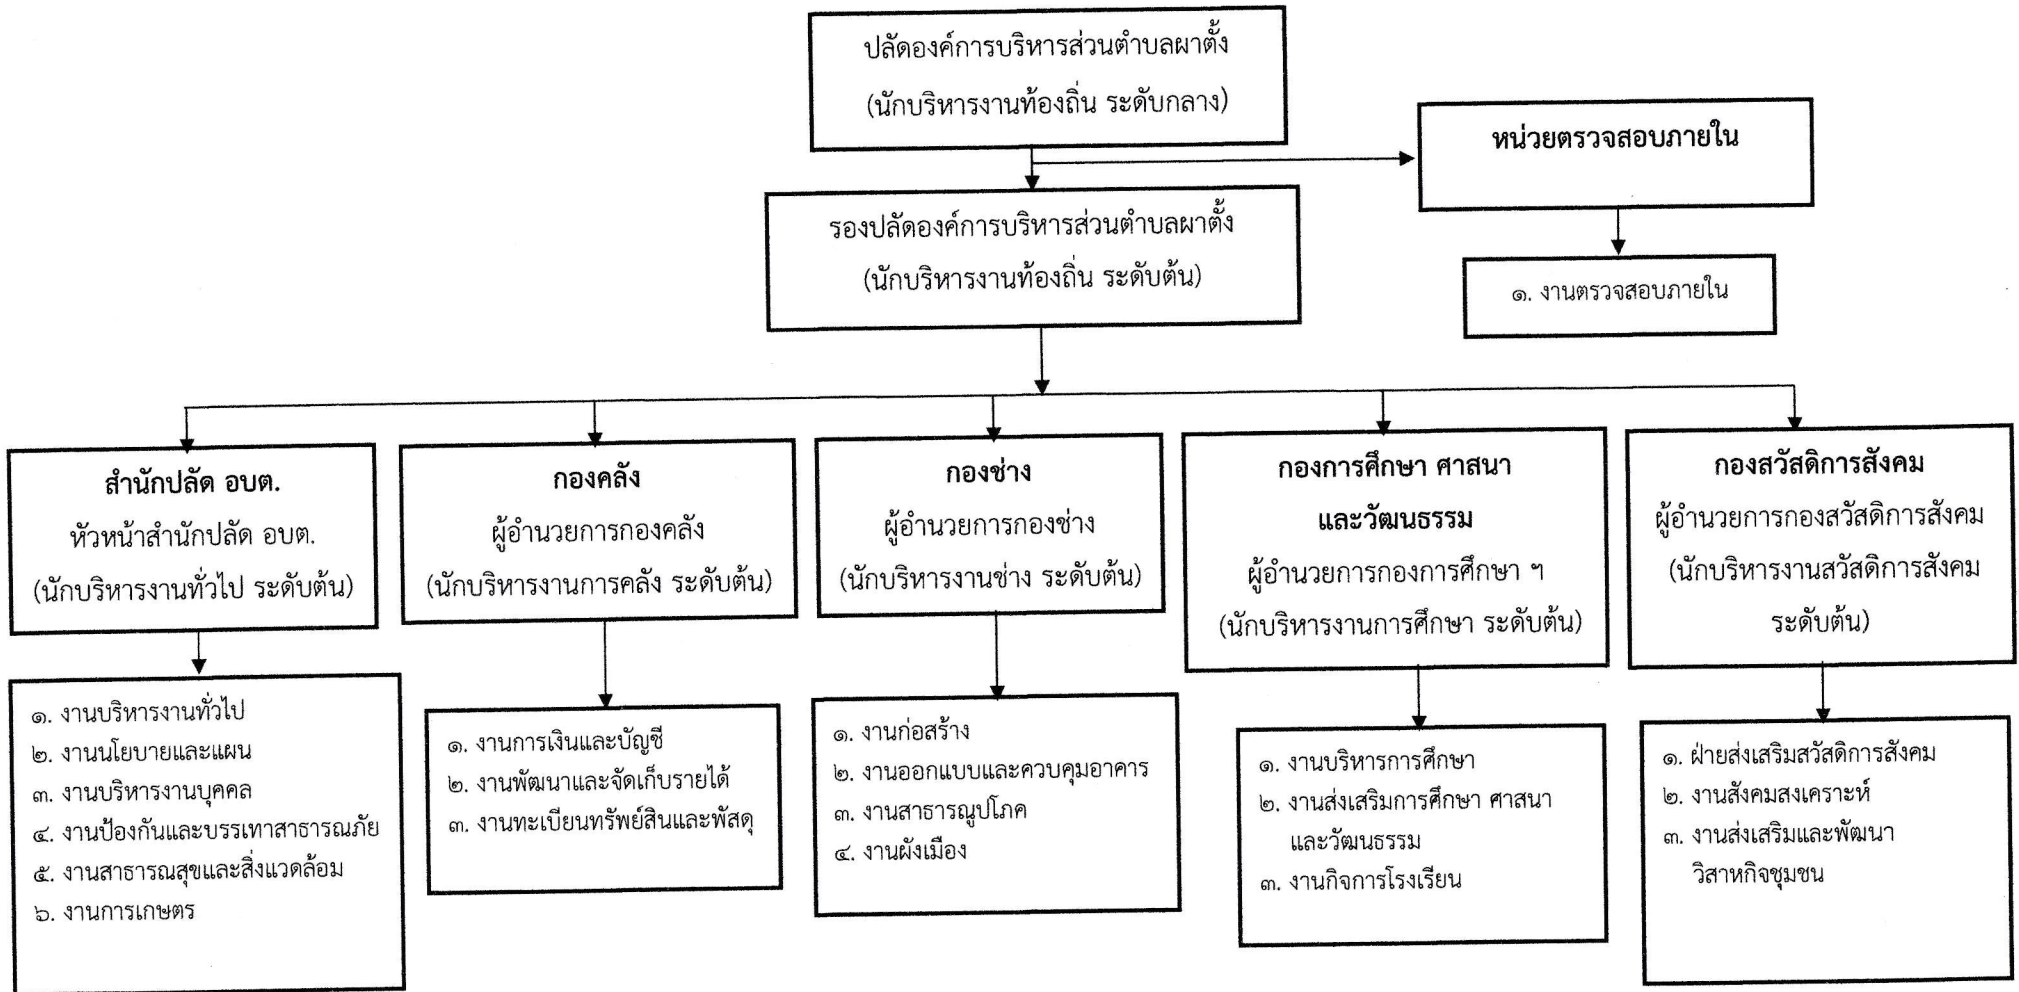 ปลัดองค์การบริหารส่วนตำบลผาตั้ง
(นักบริหารงานท้องถิ่น ระดับกลาง)
หน่วยตรวจสอบภายใน
๑. งานตรวจสอบภายใน
รองปลัดองค์การบริหารส่วนตำบลผาตั้ง
(นักบริหารงานท้องถิ่น ระดับต้น)
สำนักปลัด อบต.
หัวหน้าสำนักปลัด อบต.
(นักบริหารงานทั่วไป ระดับต้น)
๑. งานบริหารงานทั่วไป
๒. งานนโยบายและแผน
๓. งานบริหารงานบุคคล
๔. งานป้องกันและบรรเทาสาธารณภัย
๕. งานสาธารณสุขและสิ่งแวดล้อม
๖. งานการเกษตร
กองคลัง
ผู้อำนวยการกองคลัง
(นักบริหารงานการคลัง ระดับต้น)
๑. งานการเงินและบัญชี
๒. งานพัฒนาและจัดเก็บรายได้
๓. งานทะเบียนทรัพย์สินและพัสดุ
กองช่าง
ผู้อำนวยการกองช่าง
(นักบริหารงานช่าง ระดับต้น)
๑. งานก่อสร้าง
๒. งานออกแบบและควบคุมอาคาร
๓. งานสาธารณูปโภค
๔. งานผังเมือง
กองการศึกษา ศาสนา
และวัฒนธรรม
ผู้อำนวยการกองการศึกษา ฯ
(นักบริหารงานการศึกษา ระดับต้น)
๑. งานบริหารการศึกษา
๒. งานส่งเสริมการศึกษา ศาสนา
และวัฒนธรรม
๓. งานกิจการโรงเรียน
กองสวัสดิการสังคม
ผู้อำนวยการกองสวัสดิการสังคม
(นักบริหารงานสวัสดิการสังคม
ระดับต้น)
๑. ฝ่ายส่งเสริมสวัสดิการสังคม
๒. งานสังคมสงเคราะห์
๓. งานส่งเสริมและพัฒนา
วิสาหกิจชุมชน